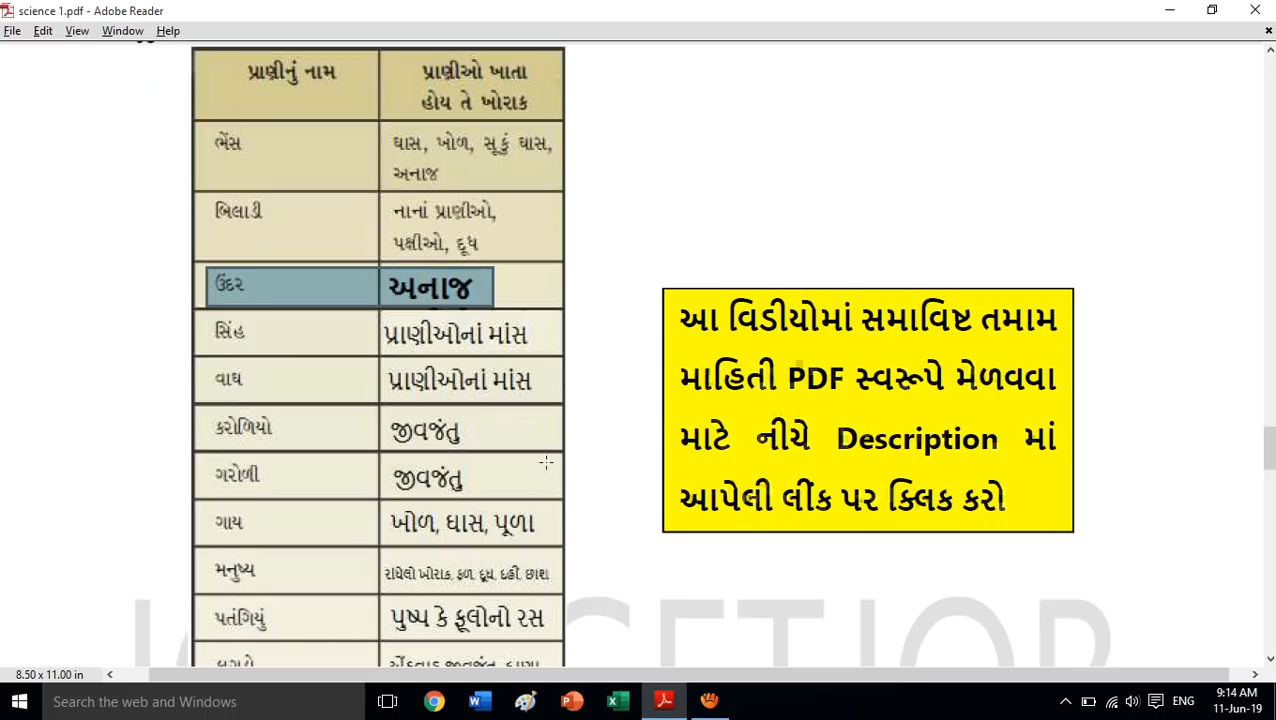 science 1.pdf - Adobe Reader
File Edit View Window Help
પ્રાણીનું નામ
પ્રાણીઓ ખાતા
હોય તે ખોરાક
ભેંસ
ઘાસ, ખોળ, સૂકું ઘાસ,
અનાજ
બિલાડી
નાનાં પ્રાણીઓ,
પક્ષીઓ, દૂધ
ઉંદર
અનાજ
સિંહ
પ્રાણીઓનાં માંસ
વાઘ
પ્રાણીઓનાં માંસ
કરોળિયો
જીવજંતુ
ગરોળી
જીવજંતુ
ગાય
ખોળ, ઘાસ, પૂળા
મનુષ્ય
રાંધેલો ખોરાક, ફળ, દૂધ, દહીં, છાશ
પતંગિયું
પુષ્પ કે ફૂલોનો રસ
આ વિડીયોમાં સમાવિષ્ટ તમામ
માહિતી PDF સ્વરૂપે મેળવવા
માટે નીચે Description માં
આપેલી લીંક પર ક્લિક કરો
8.50 x 11.00 in
Search the web and Windows
ENG
9:14 AM
11-Jun-19